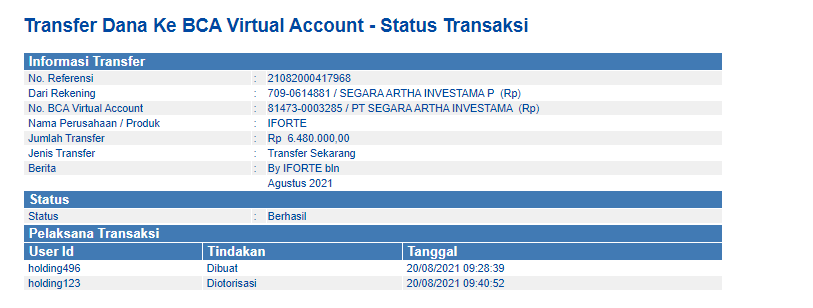 Transfer Dana Ke BCA Virtual Account - Status Transaksi
Informasi Transfer
No. Referensi : 21082000417968
Dari Rekening : 709-0614881 / SEGARA ARTHA INVESTAMA P (Rp)
No. BCA Virtual Account : 81473-0003285 / PT SEGARA ARTHA INVESTAMA (Rp)
Nama Perusahaan / Produk : IFORTE
Jumlah Transfer : Rp 6.480.000,00
Jenis Transfer : Transfer Sekarang
Berita : By IFORTE bln
Agustus 2021
Status
Status : Berhasil
Pelaksana Transaksi
User Id Tindakan Tanggal
holding496 Dibuat 20/08/2021 09:28:39
holding123 Diotorisasi 20/08/2021 09:40:52